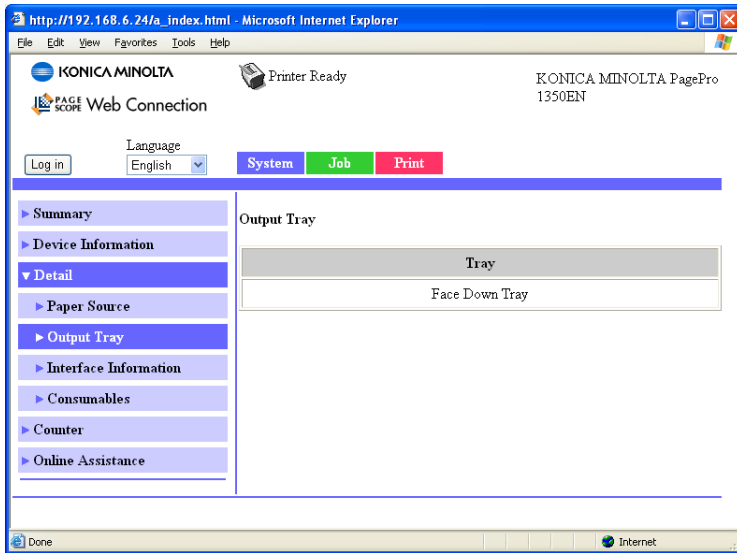 http://192.168.6.24/a_index.html - Microsoft Internet Explorer
File Edit View Favorites Tools Help
KONICA MINOLTA
Printer Ready
KONICA MINOLTA PagePro
1350EN
PAGE SCOPE Web Connection
Language
Log in
English
System Job Print
Summary
Device Information
Detail
Paper Source
Output Tray
Interface Information
Consumables
Counter
Online Assistance
Output Tray
Tray
Face Down Tray
Done
Internet